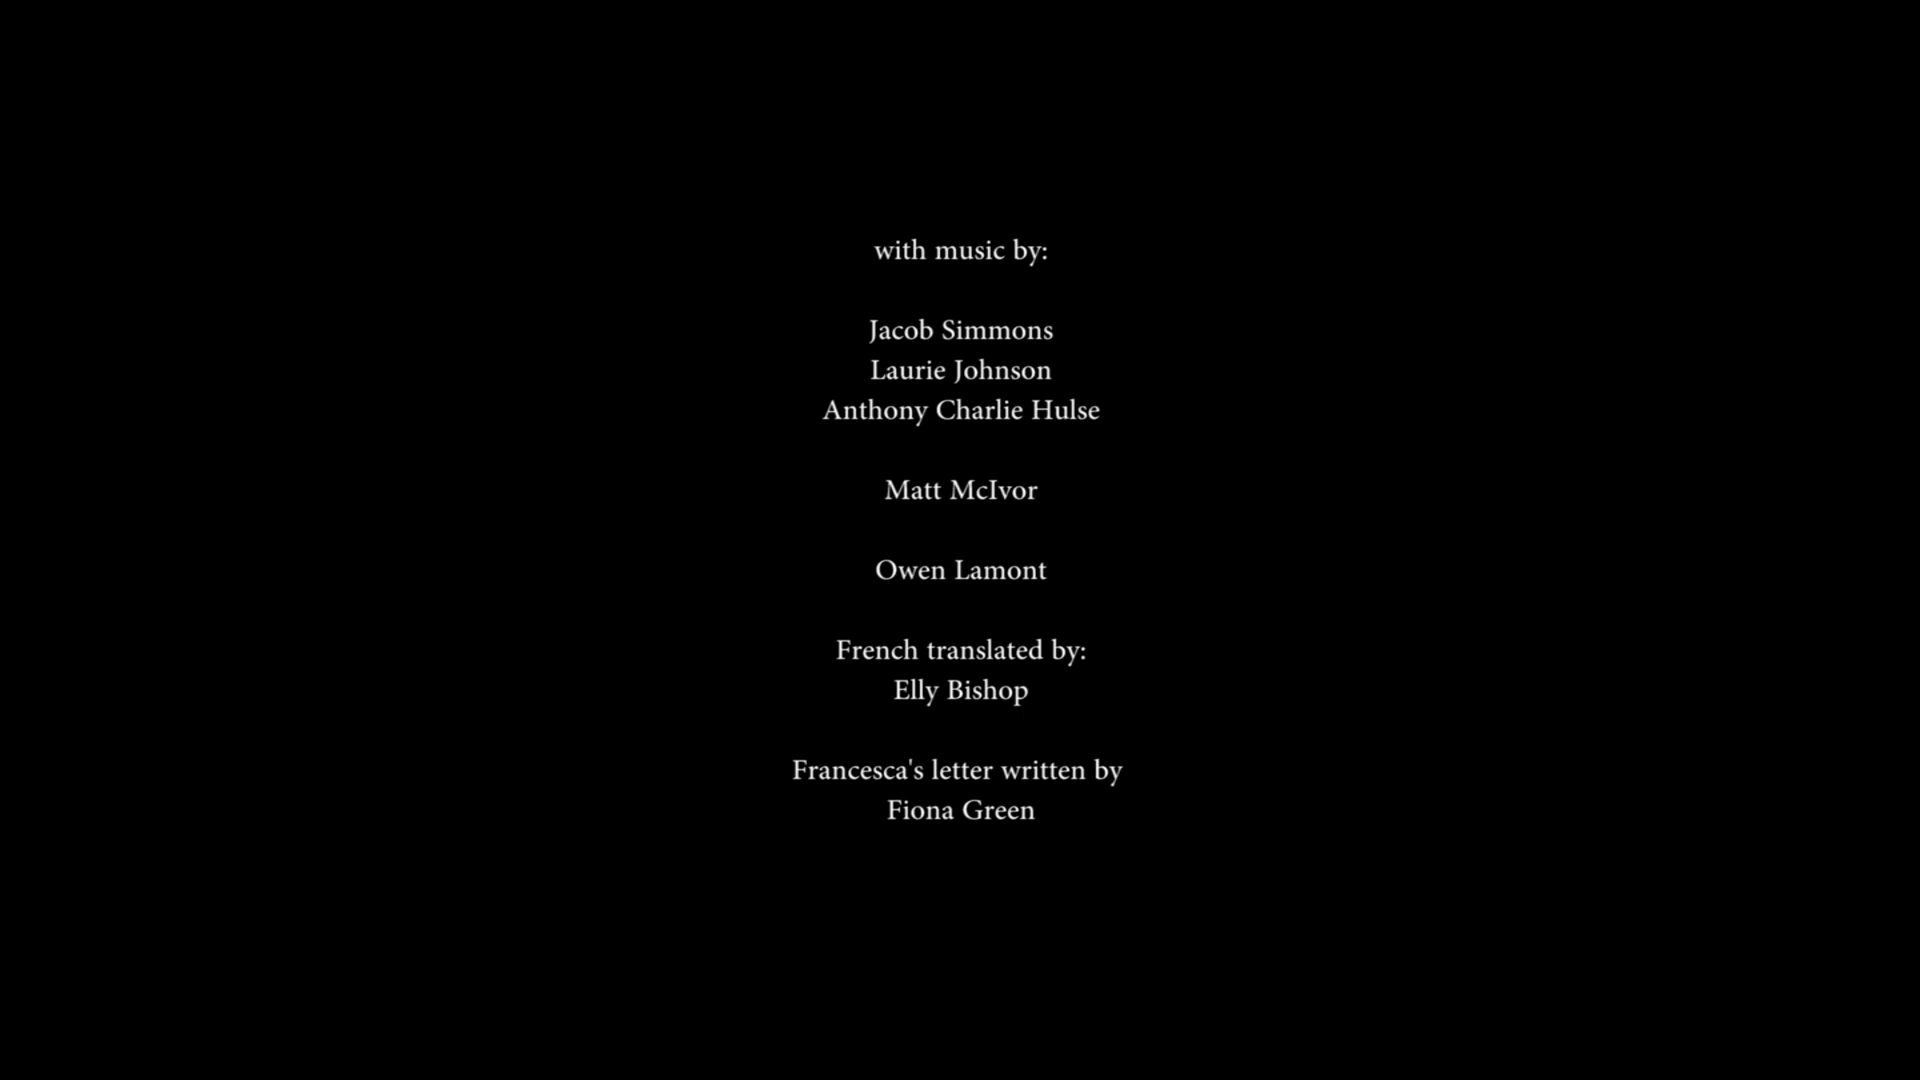 with music by:
Jacob Simmons
Laurie Johnson
Anthony Charlie Hulse
Matt McIvor
Owen Lamont
French translated by:
Elly Bishop
Francesca's letter written by
Fiona Green